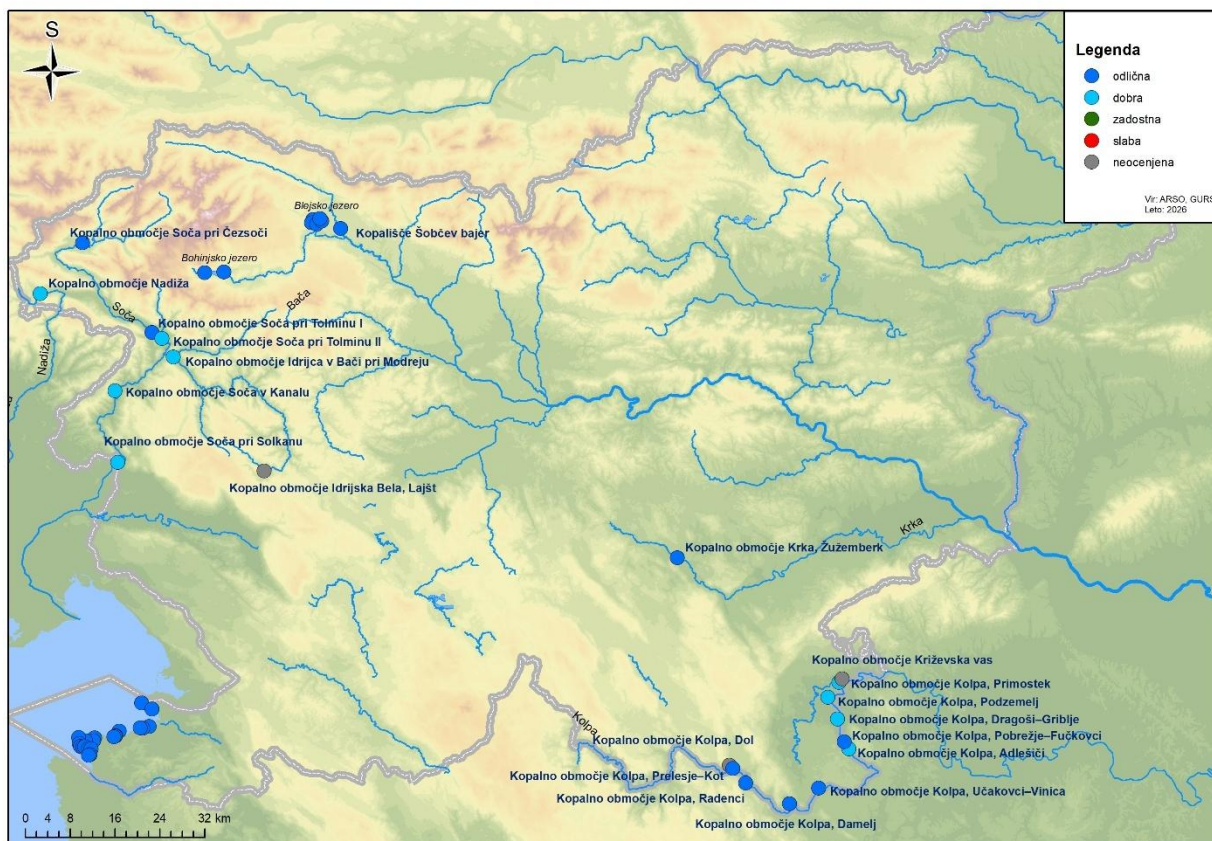 S
Legenda
odlična
dobra
zadostna
slaba
neocenjena
Vir: ARSO, GURS
Leto: 2026
Blejsko jezero
Kopalno območje Soča pri Čezsoči
Kopališče Šobčev bajer
Bohinjsko jezero
Kopalno območje Nadiža
Bača
Soča
Kopalno območje Soča pri Tolminu I
Kopalno območje Soča pri Tolminu II
Nadiža
Kopalno območje Idrijca v Bači pri Modreju
Kopalno območje Soča v Kanalu
Kopalno območje Soča pri Solkanu
Kopalno območje Idrijska Bela, Lajšt
Krka
Kopalno območje Krka, Žužemberk
Kopalno območje Križevska vas
Kopalno območje Kolpa, Primostek
Kopalno območje Kolpa, Podzemelj
Kopalno območje Kolpa, Dragoši–Griblje
Kolpa
Kopalno območje Kolpa, Dol
Kopalno območje Kolpa, Pobrežje–Fučkovci
Kopalno območje Kolpa, Adlešiči
Kopalno območje Kolpa, Prelesje–Kot
Kopalno območje Kolpa, Učakovci–Vinica
Kopalno območje Kolpa, Radenci
Kopalno območje Kolpa, Damelj
0 4 8 16 24 32 km